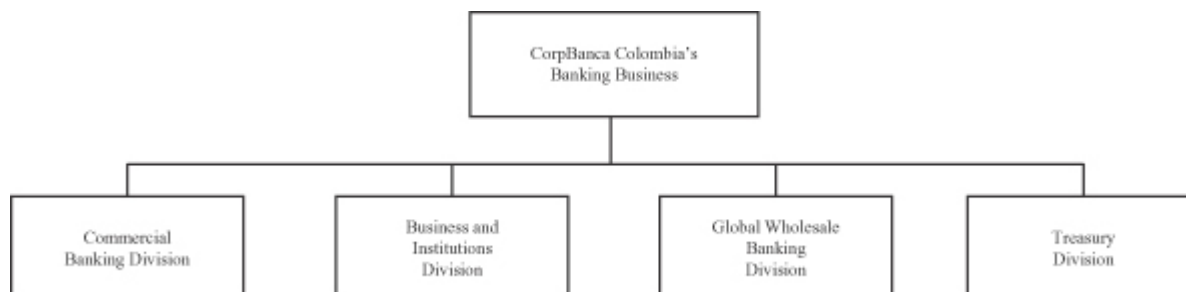 CorpBanca Colombia's
Banking Business
Commercial
Banking Division
Business and
Institutions
Division
Global Wholesale
Banking
Division
Treasury
Division